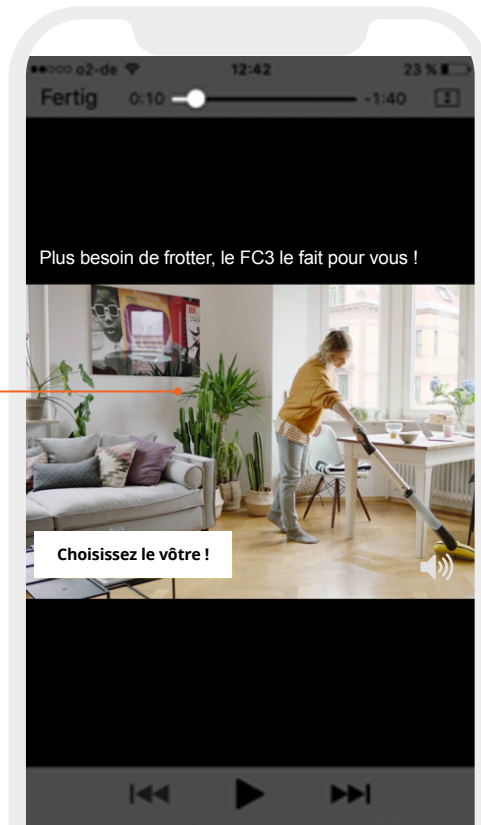 o2-de 12:42 23 %
Fertig 0:10 -1:40
Plus besoin de frotter, le FC3 le fait pour vous !
Choisissez le vôtre !